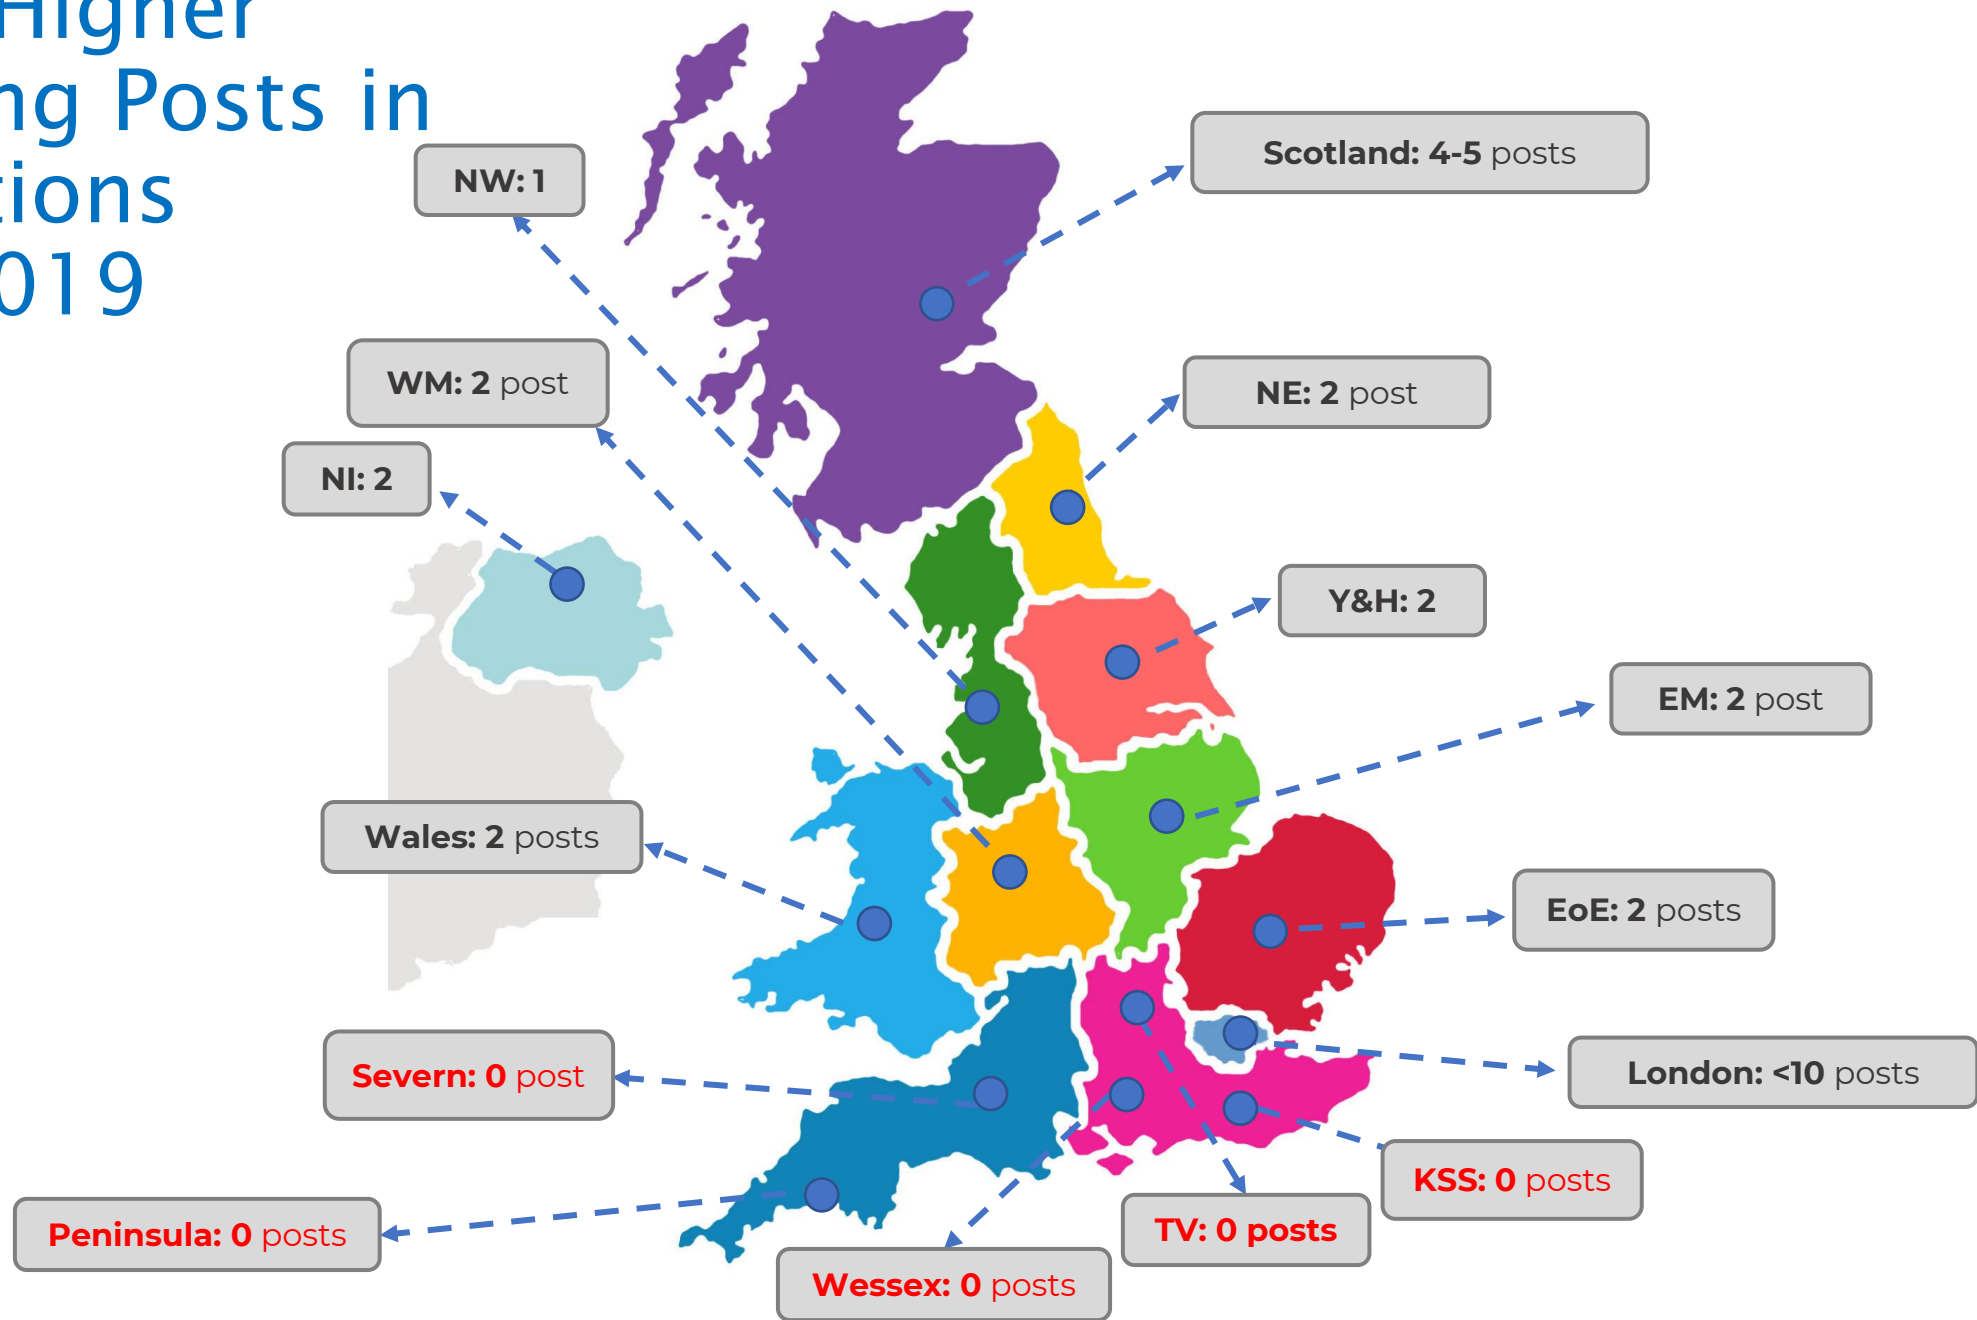 Higher
ng Posts in
tions
019
NW: 1
Scotland: 4-5 posts
WM: 2 post
NE: 2 post
NI: 2
Y&H: 2
EM: 2 post
Wales: 2 posts
EoE: 2 posts
Severn: 0 post
London: <10 posts
KSS: 0 posts
Peninsula: 0 posts
TV: 0 posts
Wessex: 0 posts